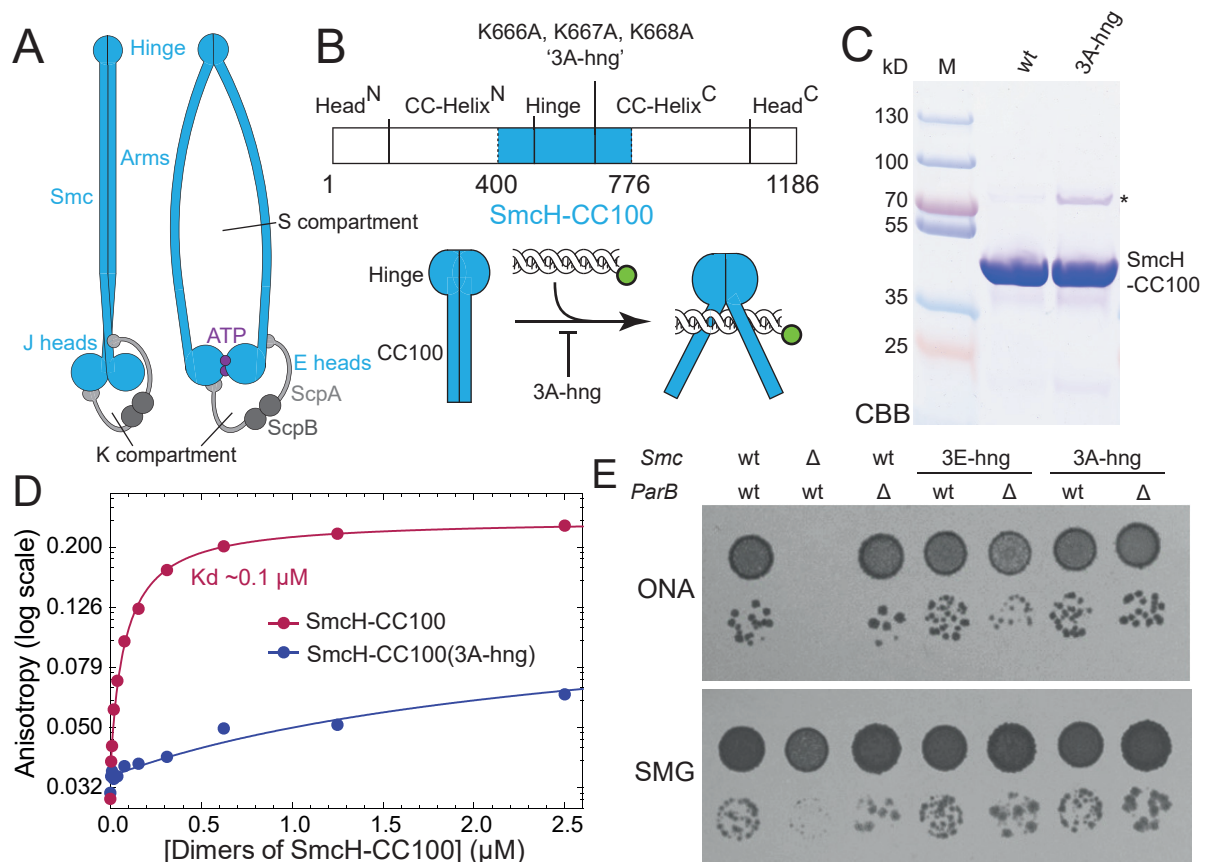 A
Hinge
Arms
Smc
S compartment
ATP
J heads
E heads
ScpA
ScpB
K compartment
B
K666A, K667A, K668A
‘3A-hng’
Head^N CC-Helix^N Hinge CC-Helix^C Head^C
1 400 776 1186
SmcH-CC100
Hinge
CC100
3A-hng
C
kD M wt 3A-hng
130
100
70 *
55
SmcH
-CC100
35
25
CBB
D
Anisotropy (log scale)
0.200
0.126
0.079
0.050
0.032
Kd ~0.1 µM
SmcH-CC100
SmcH-CC100(3A-hng)
0.0 0.5 1.0 1.5 2.0 2.5
[Dimers of SmcH-CC100] (µM)
E
Smc wt Δ wt 3E-hng 3A-hng
ParB wt wt Δ wt Δ wt Δ
ONA
SMG